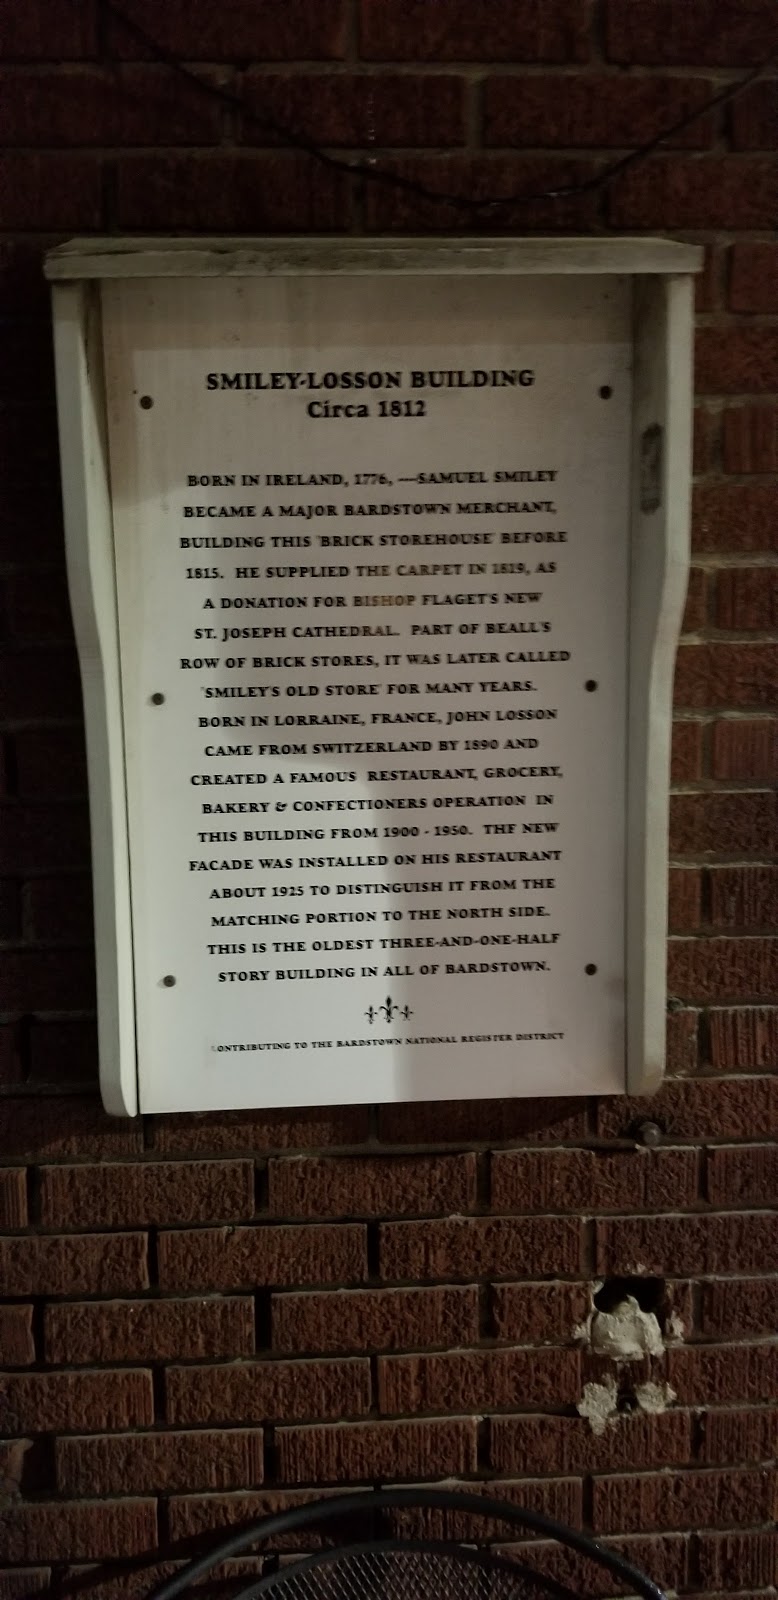 SMILEY-LOSSON BUILDING
Circa 1812
BORN IN IRELAND, 1776, —SAMUEL SMILEY
BECAME A MAJOR BARDSTOWN MERCHANT,
BUILDING THIS 'BRICK STOREHOUSE' BEFORE
1815. HE SUPPLIED THE CARPET IN 1819, AS
A DONATION FOR BISHOP FLAGET'S NEW
ST. JOSEPH CATHEDRAL. PART OF BEALL'S
ROW OF BRICK STORES, IT WAS LATER CALLED
'SMILEY'S OLD STORE' FOR MANY YEARS.
BORN IN LORRAINE, FRANCE, JOHN LOSSON
CAME FROM SWITZERLAND BY 1890 AND
CREATED A FAMOUS RESTAURANT, GROCERY,
BAKERY & CONFECTIONERS OPERATION IN
THIS BUILDING FROM 1900 - 1950. THE NEW
FACADE WAS INSTALLED ON HIS RESTAURANT
ABOUT 1925 TO DISTINGUISH IT FROM THE
MATCHING PORTION TO THE NORTH SIDE.
THIS IS THE OLDEST THREE-AND-ONE-HALF
STORY BUILDING IN ALL OF BARDSTOWN.
CONTRIBUTING TO THE BARDSTOWN NATIONAL REGISTER DISTRICT